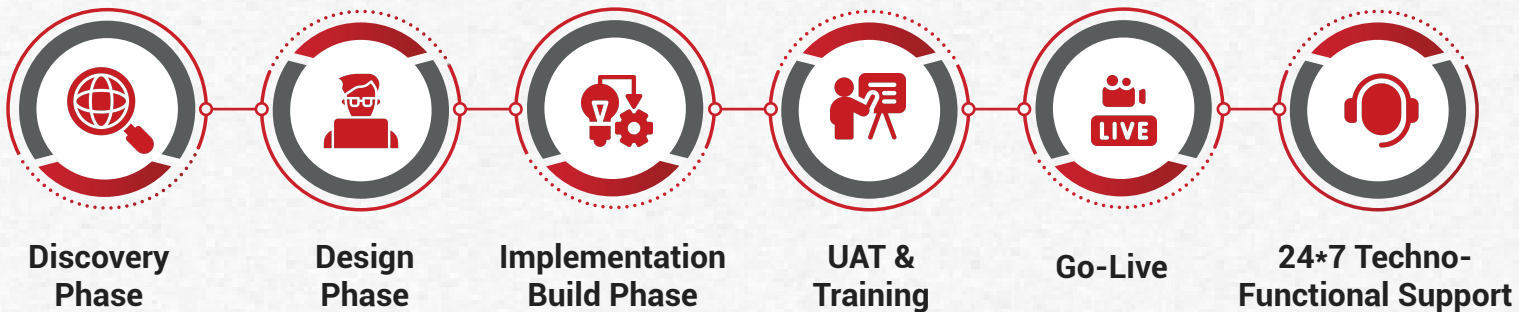 LIVE
Discovery
Phase
Design
Phase
Implementation
Build Phase
UAT &
Training
Go-Live
24*7 Techno-
Functional Support